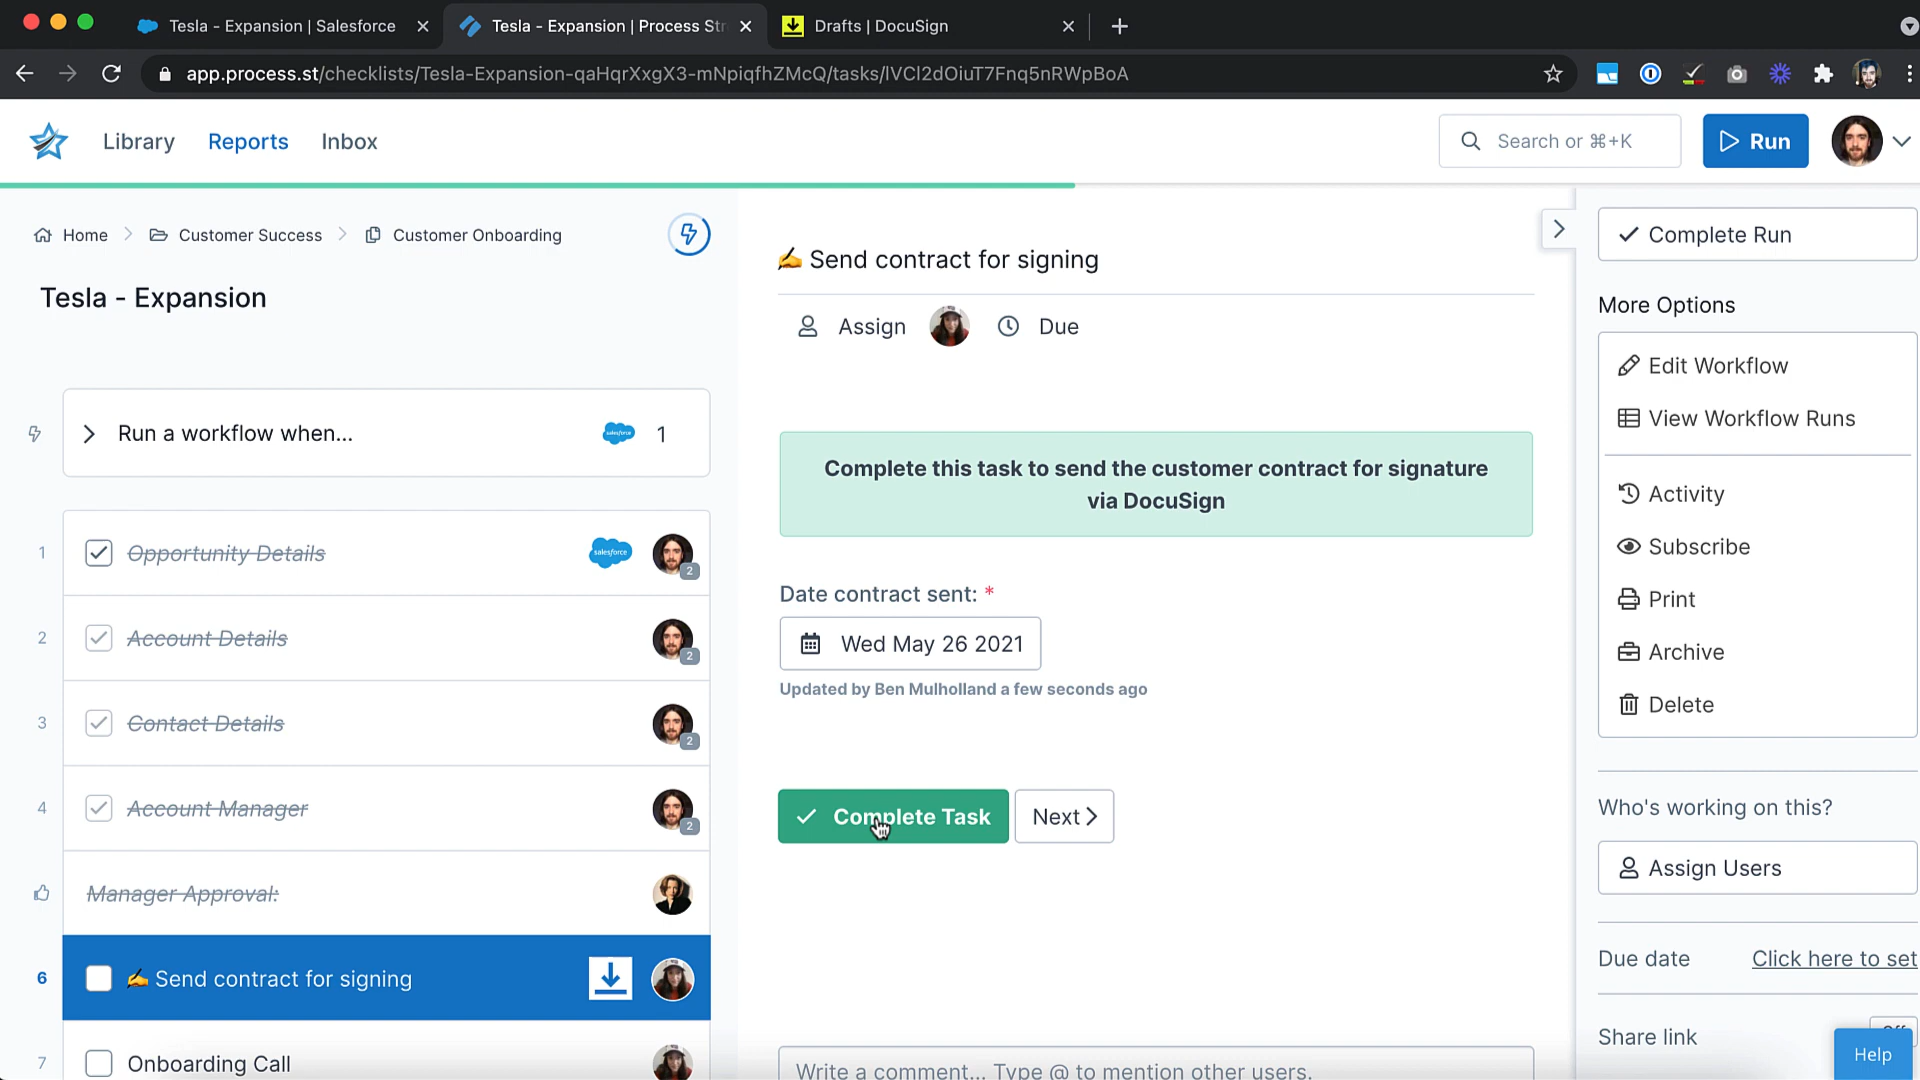 Tesla - Expansion | Salesforce
Tesla - Expansion | Process Str
Drafts | DocuSign
app.process.st/checklists/Tesla-Expansion-qaHqrXxgX3-mNpiqfhZMcQ/tasks/lVCl2dOiuT7Fnq5nRWpBoA
Library
Reports
Inbox
Search or ⌘+K
Run
Home
Customer Success
Customer Onboarding
Tesla - Expansion
Run a workflow when...
salesforce
1
1
Opportunity Details
salesforce
2
2
Account Details
2
3
Contact Details
2
4
Account Manager
2
Manager Approval:
6
✍️ Send contract for signing
7
Onboarding Call
✍️ Send contract for signing
Assign
Due
Complete this task to send the customer contract for signature
via DocuSign
Date contract sent: *
Wed May 26 2021
Updated by Ben Mulholland a few seconds ago
Complete Task
Next
Write a comment... Type @ to mention other users.
Complete Run
More Options
Edit Workflow
View Workflow Runs
Activity
Subscribe
Print
Archive
Delete
Who's working on this?
Assign Users
Due date
Click here to set
Share link
Off
Help